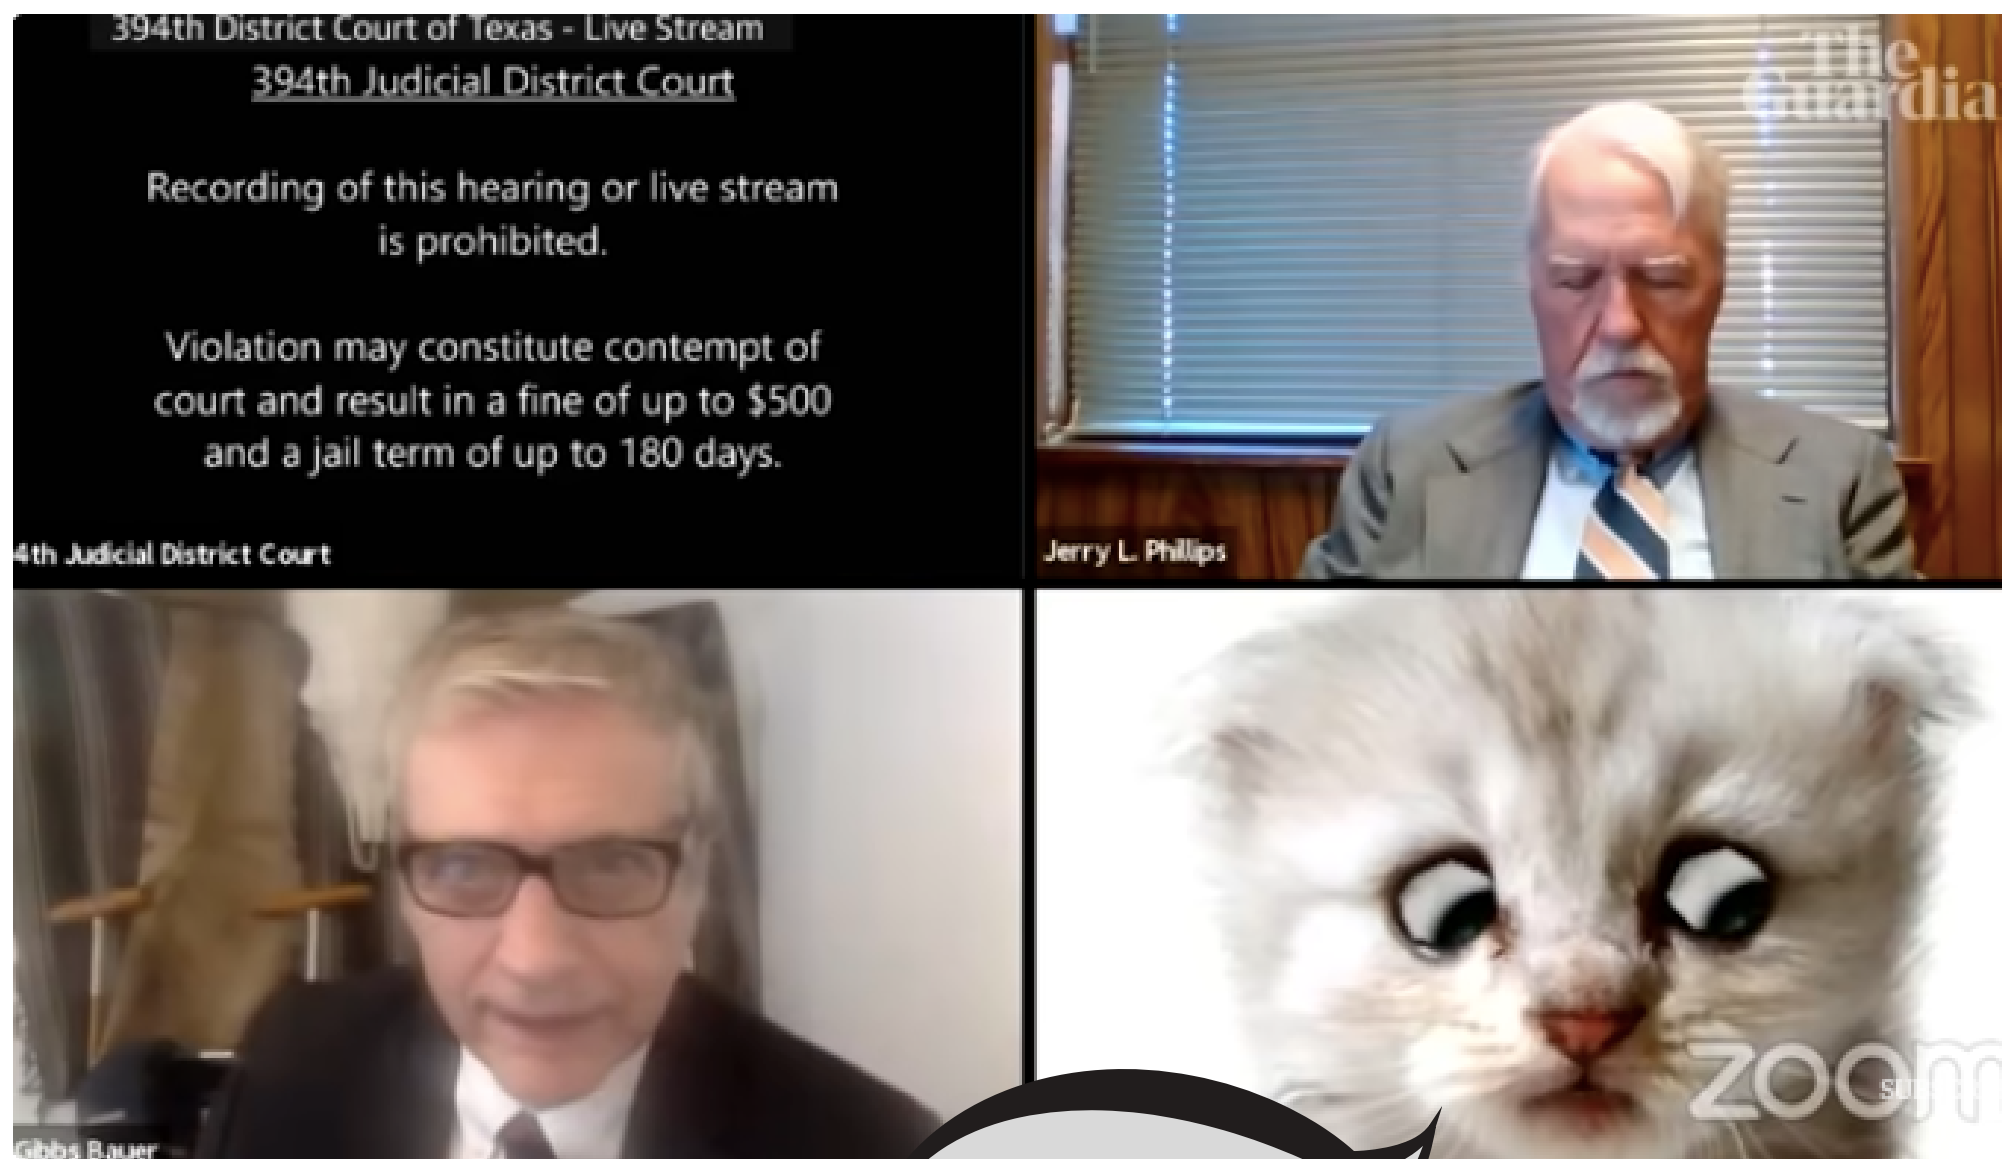 394th District Court of Texas - Live Stream
394th Judicial District Court
Recording of this hearing or live stream
is prohibited.
Violation may constitute contempt of
court and result in a fine of up to $500
and a jail term of up to 180 days.
4th Judicial District Court
The
Guardia
Jerry L. Phillips
Gibbs Bauer
zoom